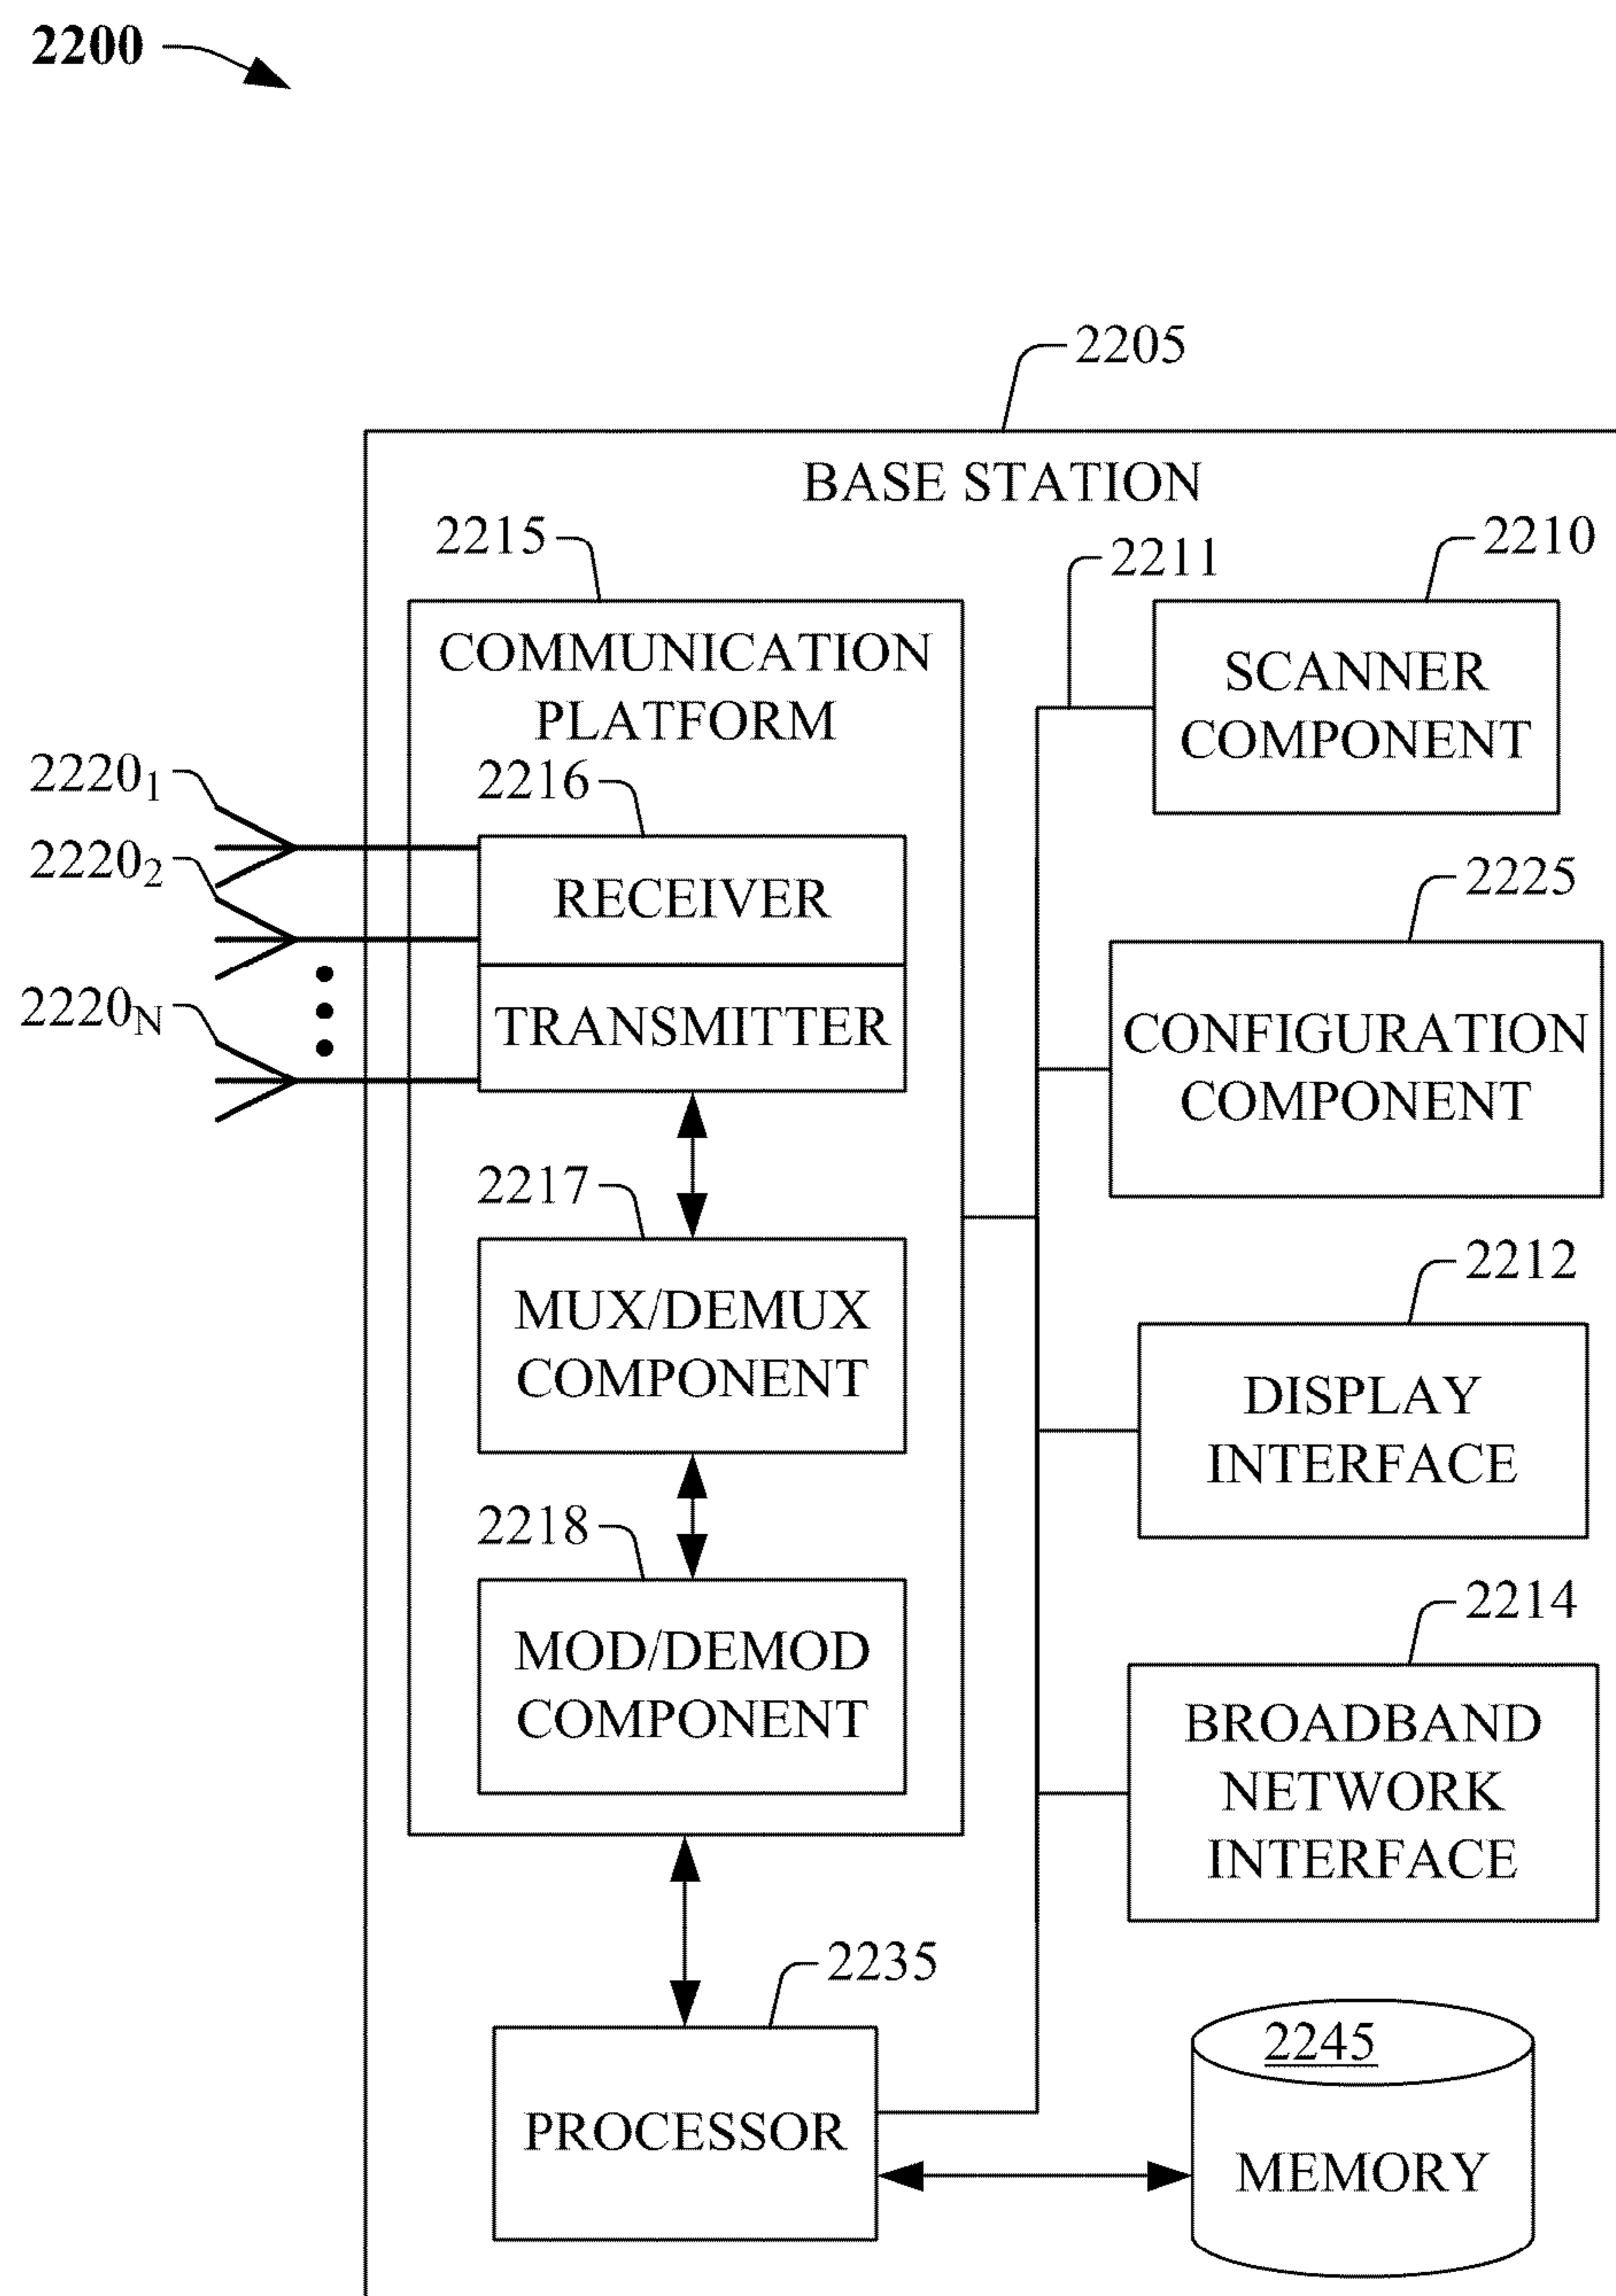 2200
2205
BASE STATION
2215
2211
2210
COMMUNICATION
PLATFORM
SCANNER
COMPONENT
2220₁
2216
2220₂
RECEIVER
2225
2220_N
TRANSMITTER
CONFIGURATION
COMPONENT
2217
MUX/DEMUX
COMPONENT
2212
DISPLAY
INTERFACE
2218
MOD/DEMOD
COMPONENT
2214
BROADBAND
NETWORK
INTERFACE
2235
PROCESSOR
2245
MEMORY